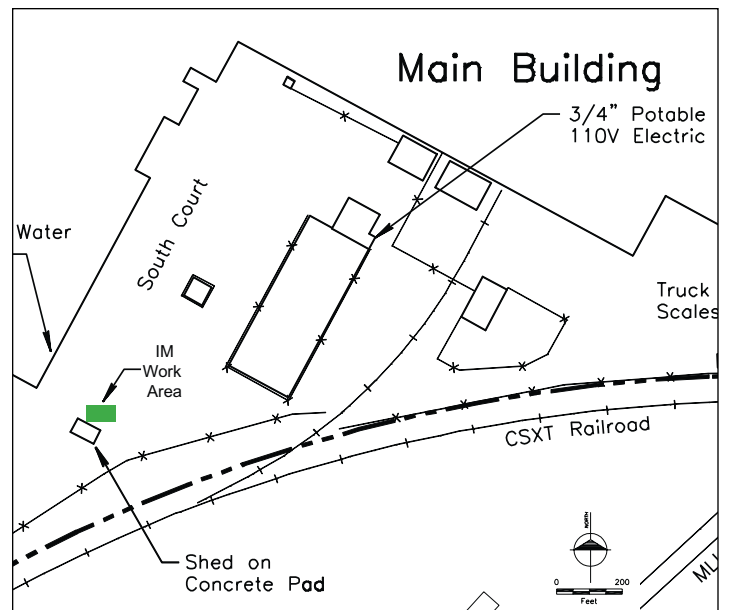 Main Building
3/4" Potable
110V Electric
South Court
Water
Truck
Scales
IM
Work
Area
CSXT Railroad
Shed on
Concrete Pad
NORTH
0 200
Feet